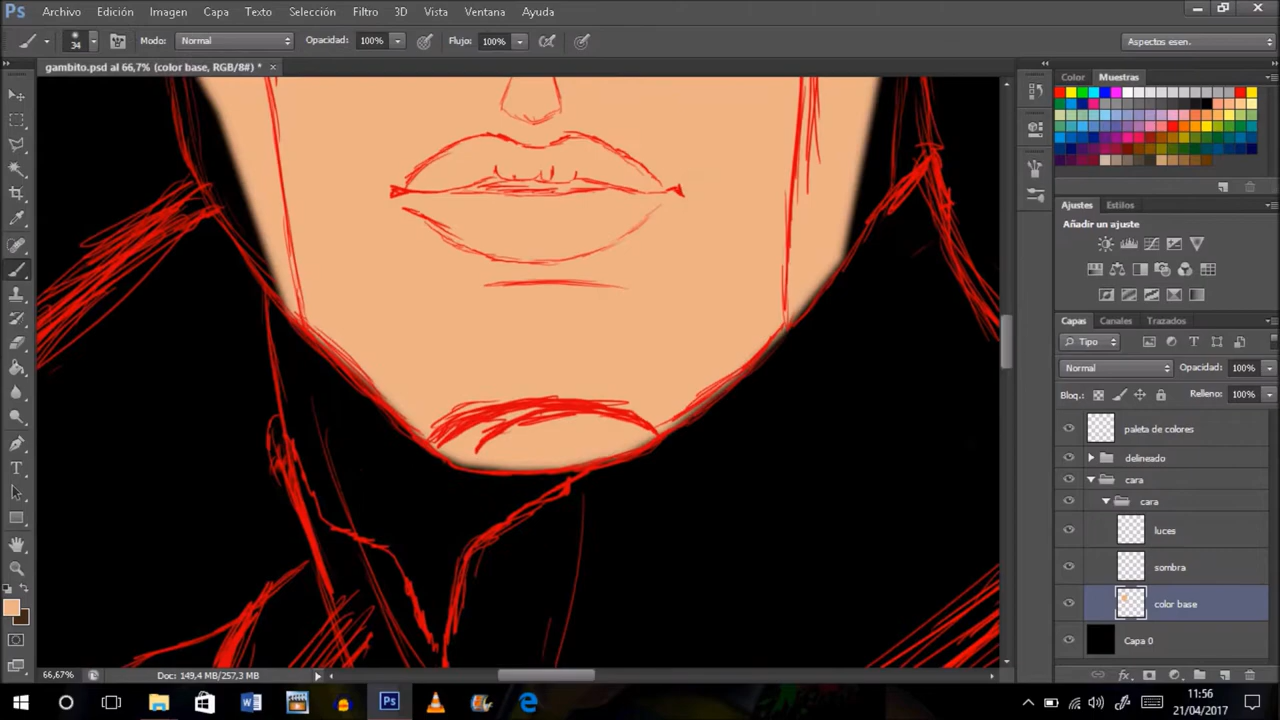 Ps Archivo Edición Imagen Capa Texto Selección Filtro 3D Vista Ventana Ayuda
34 Modo: Normal Opacidad: 100% Flujo: 100% Aspectos esen.
gambito.psd al 66,7% (color base, RGB/8#) * ×
Color Muestras
Ajustes Estilos
Añadir un ajuste
Capas Canales Trazados
Tipo
Normal Opacidad: 100%
Bloq.: Relleno: 100%
paleta de colores
delineado
cara
cara
luces
sombra
color base
Capa 0
66,67% Doc: 149,4 MB/257,3 MB
11:56
21/04/2017